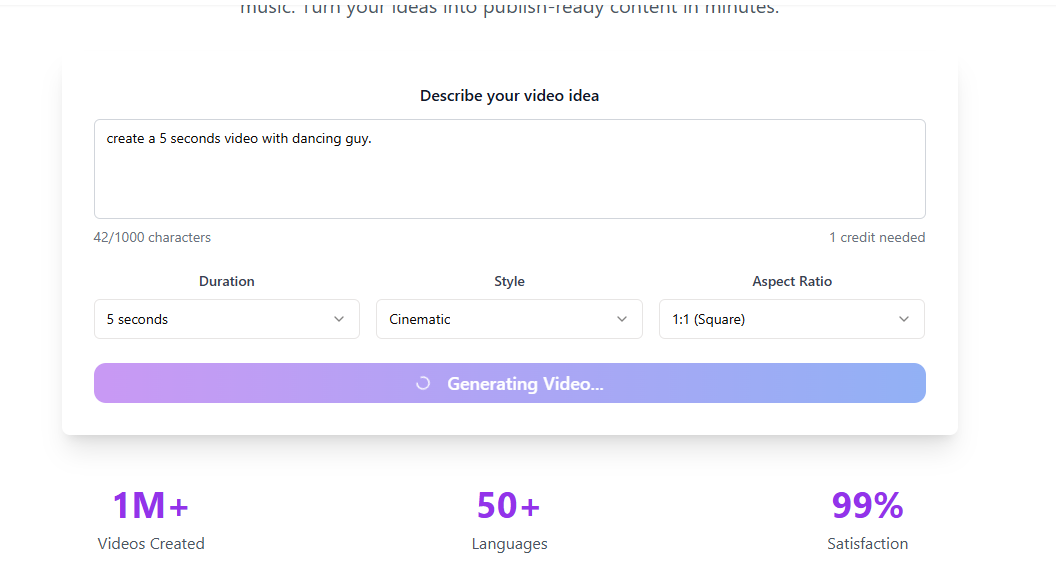 music. Turn your ideas into publish-ready content in minutes.
Describe your video idea
create a 5 seconds video with dancing guy.
42/1000 characters
1 credit needed
Duration
Style
Aspect Ratio
5 seconds
Cinematic
1:1 (Square)
Generating Video...
1M+
50+
99%
Videos Created
Languages
Satisfaction